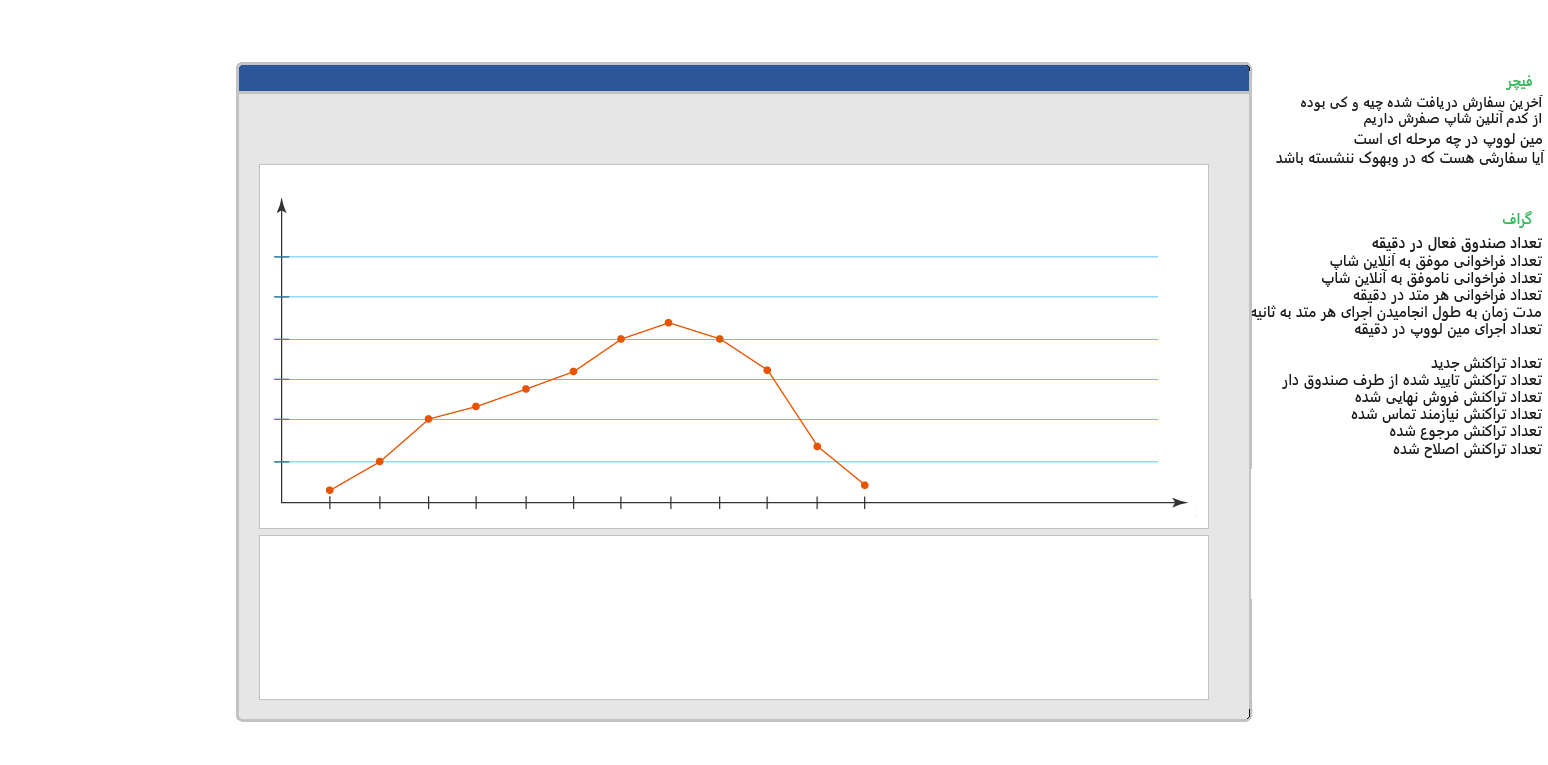 فیچر
آخرین سفارش دریافت شده چیه و کی بوده
از کدم آنلین شاپ صفرش داریم
مین لووپ در چه مرحله ای است
آیا سفارشی هست که در وبهوک ننشسته باشد
گراف
تعداد صندوق فعال در دقیقه
تعداد فراخوانی موفق به آنلاین شاپ
تعداد فراخوانی ناموفق به آنلاین شاپ
تعداد فراخوانی هر متد در دقیقه
مدت زمان به طول انجامیدن اجرای هر متد به ثانیه
تعداد اجرای مین لووپ در دقیقه
تعداد تراکنش جدید
تعداد تراکنش تایید شده از طرف صندوق دار
تعداد تراکنش فروش نهایی شده
تعداد تراکنش نیازمند تماس شده
تعداد تراکنش مرجوع شده
تعداد تراکنش اصلاح شده